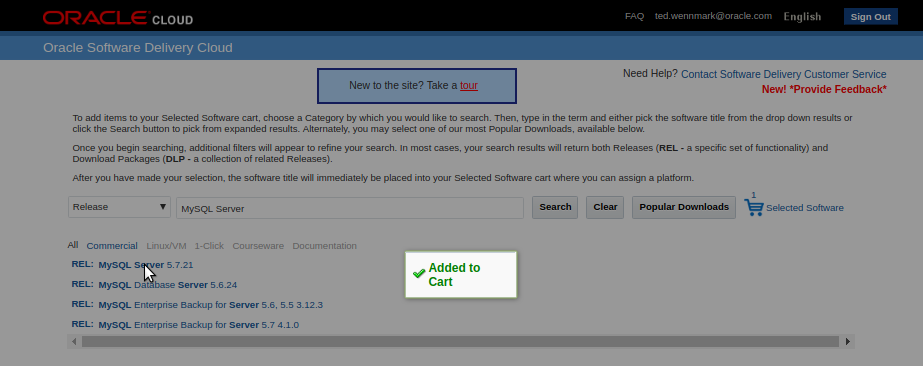 ORACLE CLOUD
FAQ ted.wennmark@oracle.com English Sign Out
Oracle Software Delivery Cloud
New to the site? Take a tour
Need Help? Contact Software Delivery Customer Service
New! *Provide Feedback*
To add items to your Selected Software cart, choose a Category by which you would like to search. Then, type in the term and either pick the software title from the drop down results or
click the Search button to pick from expanded results. Alternately, you may select one of our most Popular Downloads, available below.
Once you begin searching, additional filters will appear to refine your search. In most cases, your search results will return both Releases (REL - a specific set of functionality) and
Download Packages (DLP - a collection of related Releases).
After you have made your selection, the software title will immediately be placed into your Selected Software cart where you can assign a platform.
Release MySQL Server Search Clear Popular Downloads 1 Selected Software
All Commercial Linux/VM 1-Click Courseware Documentation
REL: MySQL Server 5.7.21
REL: MySQL Database Server 5.6.24
REL: MySQL Enterprise Backup for Server 5.6, 5.5 3.12.3
REL: MySQL Enterprise Backup for Server 5.7 4.1.0
Added to
Cart